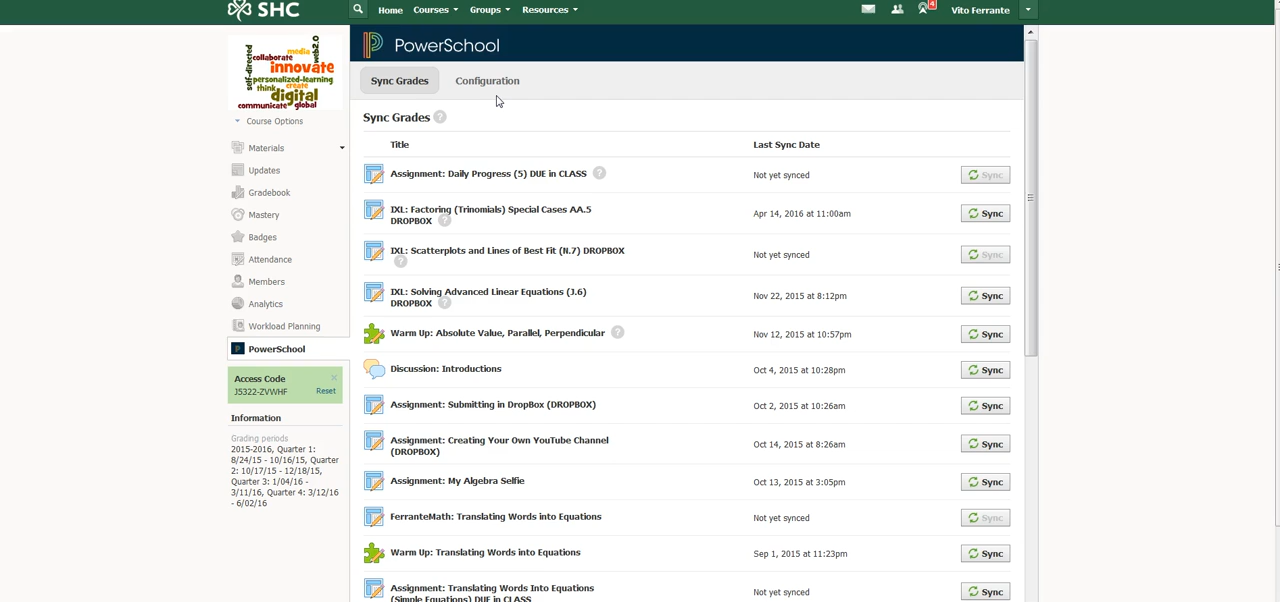 SHC
Home Courses Groups Resources
4
Vito Ferrante
collaborate
media
web2.0
self-directed
innovate
personalized-learning
think
create
digital
communicate global
Course Options
Materials
Updates
Gradebook
Mastery
Badges
Attendance
Members
Analytics
Workload Planning
PowerSchool
Access Code
J5322-ZVWHF
Reset
Information
Grading periods
2015-2016, Quarter 1:
8/24/15 - 10/16/15, Quarter
2: 10/17/15 - 12/18/15,
Quarter 3: 1/04/16 -
3/11/16, Quarter 4: 3/12/16
- 6/02/16
PowerSchool
Sync Grades Configuration
Sync Grades ?
Title Last Sync Date
Assignment: Daily Progress (5) DUE in CLASS ? Not yet synced Sync
IXL: Factoring (Trinomials) Special Cases AA.5
DROPBOX ? Apr 14, 2016 at 11:00am Sync
IXL: Scatterplots and Lines of Best Fit (N.7) DROPBOX
? Not yet synced Sync
IXL: Solving Advanced Linear Equations (J.6)
DROPBOX ? Nov 22, 2015 at 8:12pm Sync
Warm Up: Absolute Value, Parallel, Perpendicular ? Nov 12, 2015 at 10:57pm Sync
Discussion: Introductions Oct 4, 2015 at 10:28pm Sync
Assignment: Submitting in DropBox (DROPBOX) Oct 2, 2015 at 10:26am Sync
Assignment: Creating Your Own YouTube Channel
(DROPBOX) Oct 14, 2015 at 8:26am Sync
Assignment: My Algebra Selfie Oct 13, 2015 at 3:05pm Sync
FerranteMath: Translating Words into Equations Not yet synced Sync
Warm Up: Translating Words into Equations Sep 1, 2015 at 11:23pm Sync
Assignment: Translating Words Into Equations
(Simple Equations) DUE in CLASS Not yet synced Sync